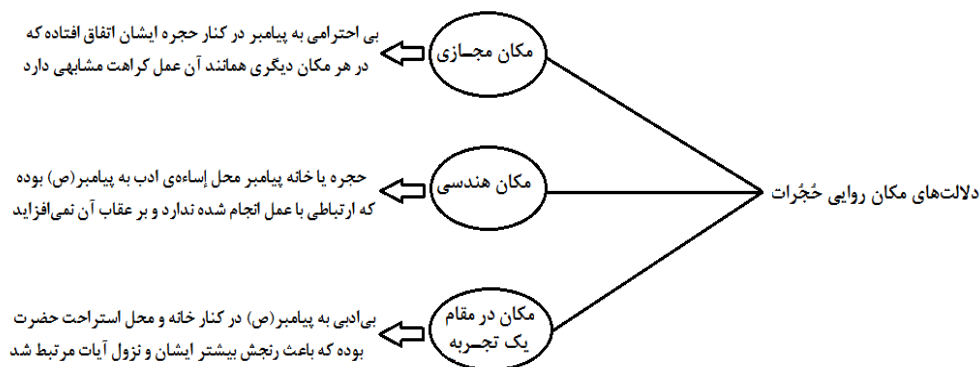 دلالت‌های مکان روایی حُجُرات
مکان مجـازی
بی احترامی به پیامبر در کنار حجره ایشان اتفاق افتاده که
در هر مکان دیگری همانند آن عمل کراهت مشابهی دارد
مکان هندسی
حجره یا خانه پیامبر محل إساءه‌ی ادب به پیامبر(ص) بوده
که ارتباطی با عمل انجام شده ندارد و بر عقاب آن نمی‌افزاید
مکان در مقام
یک تجـربه
بی‌ادبی به پیامبر(ص) در کنار خانه و محل استراحت حضرت
بوده که باعث رنجش بیشتر ایشان و نزول آیات مرتبط شد